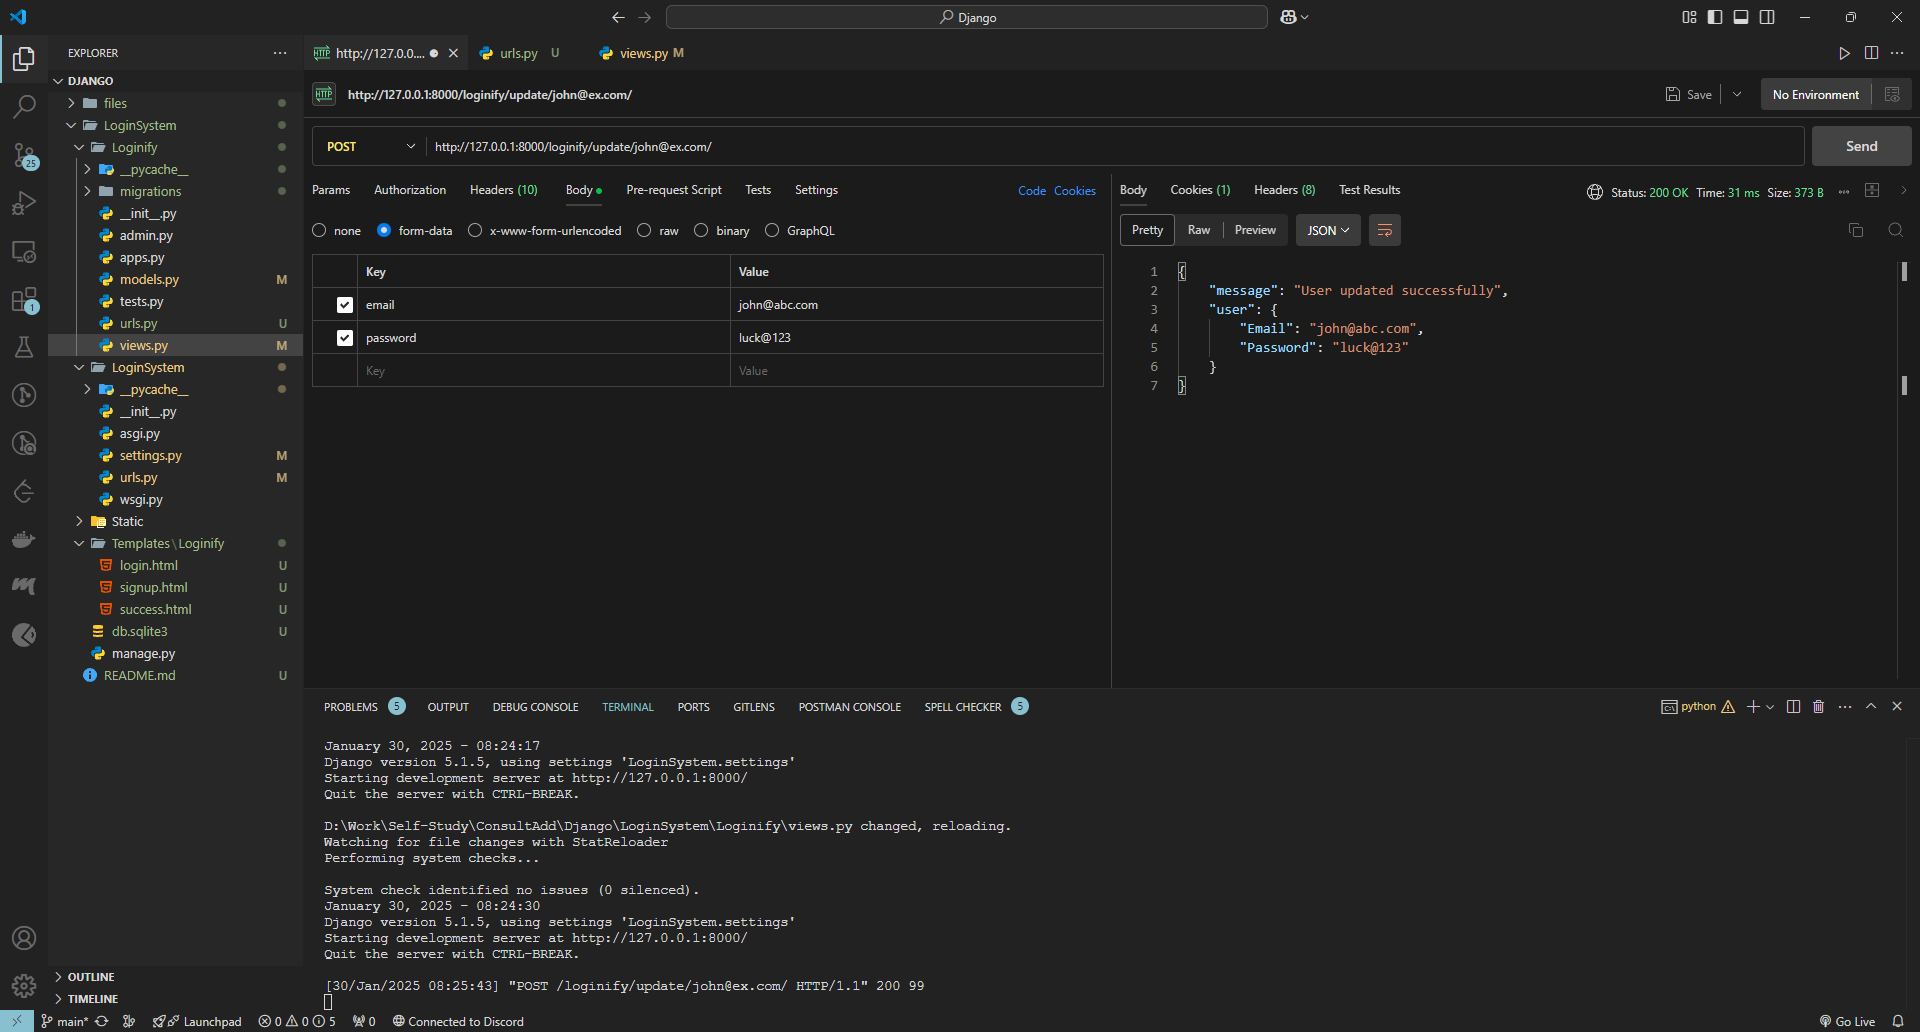 Django
EXPLORER
DJANGO
files
LoginSystem
Loginify
__pycache__
migrations
__init__.py
admin.py
apps.py
models.py M
tests.py
urls.py U
views.py M
LoginSystem
__pycache__
__init__.py
asgi.py
settings.py M
urls.py M
wsgi.py
Static
Templates\Loginify
login.html U
signup.html U
success.html U
db.sqlite3 U
manage.py
README.md U
OUTLINE
TIMELINE
25
1
HTTP http://127.0.0.... urls.py U views.py M
HTTP http://127.0.0.1:8000/loginify/update/john@ex.com/ Save No Environment
POST http://127.0.0.1:8000/loginify/update/john@ex.com/ Send
Params Authorization Headers (10) Body Pre-request Script Tests Settings Code Cookies
none form-data x-www-form-urlencoded raw binary GraphQL
Key Value
email john@abc.com
password luck@123
Key Value
Body Cookies (1) Headers (8) Test Results Status: 200 OK Time: 31 ms Size: 373 B
Pretty Raw Preview JSON
1 {
2 "message": "User updated successfully",
3 "user": {
4 "Email": "john@abc.com",
5 "Password": "luck@123"
6 }
7 }
PROBLEMS 5 OUTPUT DEBUG CONSOLE TERMINAL PORTS GITLENS POSTMAN CONSOLE SPELL CHECKER 5 python
January 30, 2025 - 08:24:17
Django version 5.1.5, using settings 'LoginSystem.settings'
Starting development server at http://127.0.0.1:8000/
Quit the server with CTRL-BREAK.
D:\Work\Self-Study\ConsultAdd\Django\LoginSystem\Loginify\views.py changed, reloading.
Watching for file changes with StatReloader
Performing system checks...
System check identified no issues (0 silenced).
January 30, 2025 - 08:24:30
Django version 5.1.5, using settings 'LoginSystem.settings'
Starting development server at http://127.0.0.1:8000/
Quit the server with CTRL-BREAK.
[30/Jan/2025 08:25:43] "POST /loginify/update/john@ex.com/ HTTP/1.1" 200 99
main* Launchpad 0 0 5 0 Connected to Discord Go Live